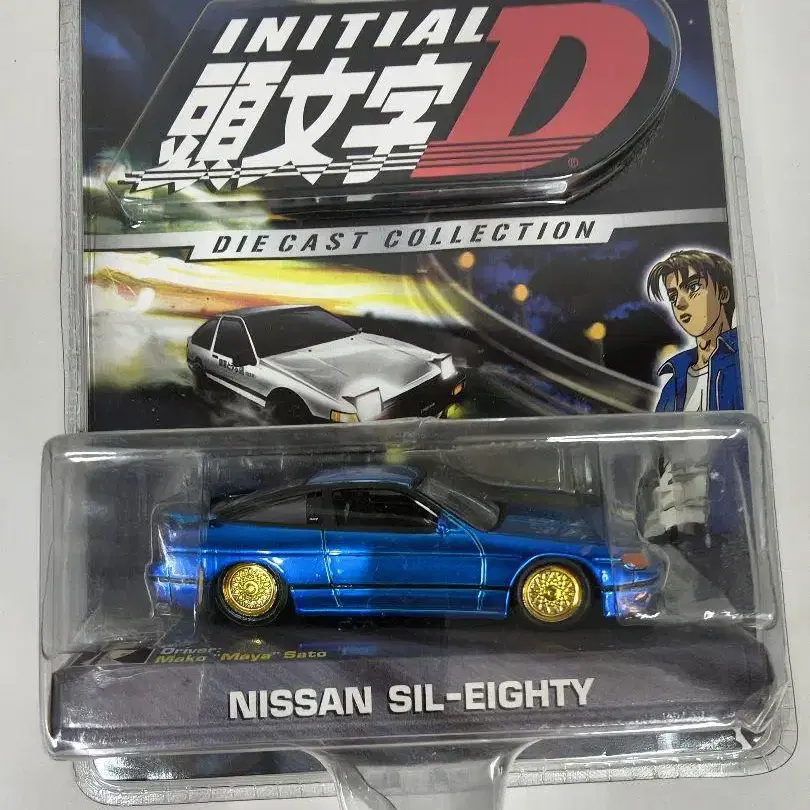 INITIAL
頭文字D
®
DIE CAST COLLECTION
Driver:
Mako "Maya" Sato
NISSAN SIL-EIGHTY